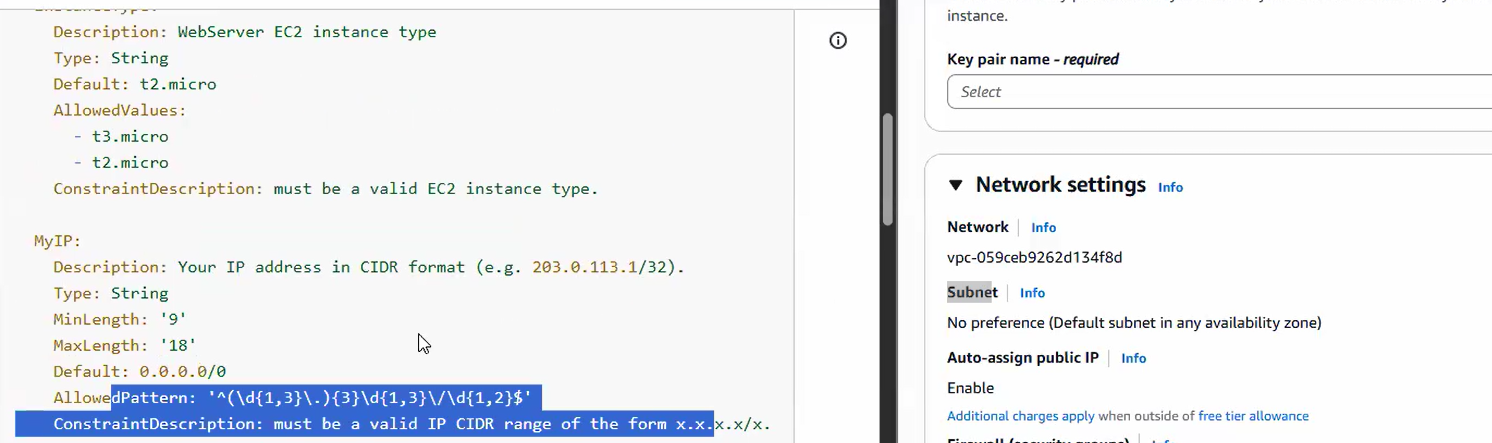 Description: WebServer EC2 instance type
Type: String
Default: t2.micro
AllowedValues:
- t3.micro
- t2.micro
ConstraintDescription: must be a valid EC2 instance type.
MyIP:
Description: Your IP address in CIDR format (e.g. 203.0.113.1/32).
Type: String
MinLength: '9'
MaxLength: '18'
Default: 0.0.0.0/0
AllowedPattern: '^(\d{1,3}\.){3}\d{1,3}\/\d{1,2}$'
ConstraintDescription: must be a valid IP CIDR range of the form x.x.x.x/x.
instance.
Key pair name - required
Select
Network settings Info
Network Info
vpc-059ceb9262d134f8d
Subnet Info
No preference (Default subnet in any availability zone)
Auto-assign public IP Info
Enable
Additional charges apply when outside of free tier allowance
Firewall (security groups) Info